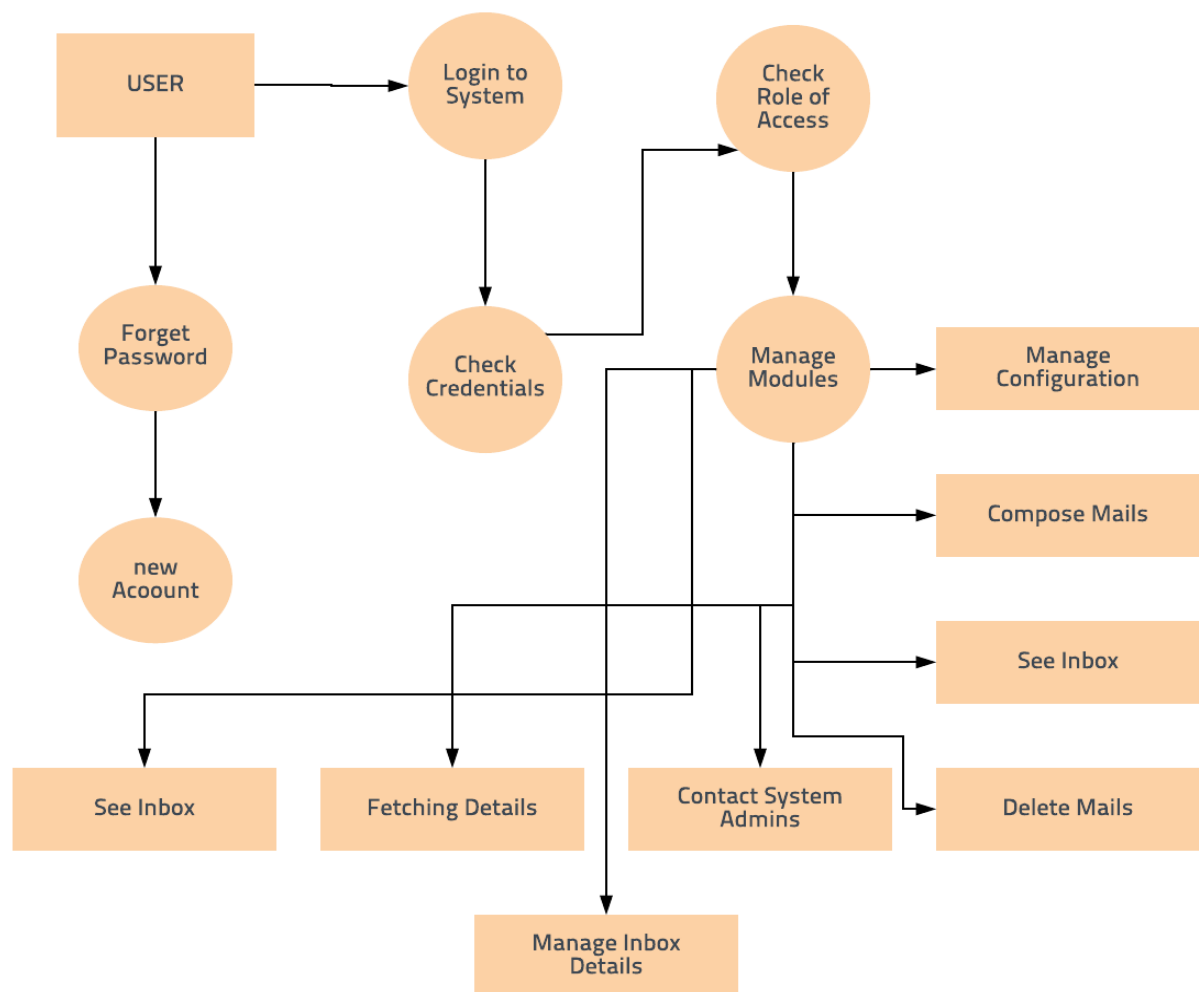 USER
Login to
System
Check
Role of
Access
Forget
Password
Check
Credentials
Manage
Modules
Manage
Configuration
Compose Mails
new
Acoount
See Inbox
See Inbox
Fetching Details
Contact System
Admins
Delete Mails
Manage Inbox
Details